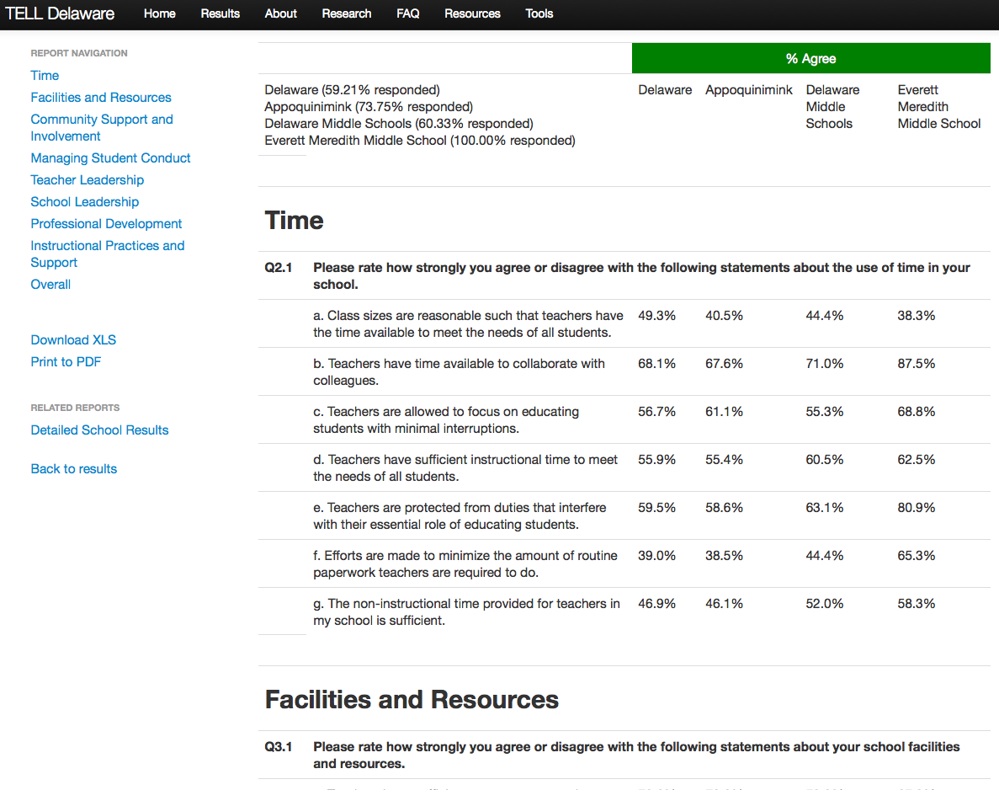 TELL Delaware Home Results About Research FAQ Resources Tools
REPORT NAVIGATION
Time
Facilities and Resources
Community Support and
Involvement
Managing Student Conduct
Teacher Leadership
School Leadership
Professional Development
Instructional Practices and
Support
Overall
Download XLS
Print to PDF
RELATED REPORTS
Detailed School Results
Back to results
% Agree
Delaware (59.21% responded)
Appoquinimink (73.75% responded)
Delaware Middle Schools (60.33% responded)
Everett Meredith Middle School (100.00% responded)
Delaware Appoquinimink Delaware Everett
Middle Meredith
Schools Middle School
Time
Q2.1 Please rate how strongly you agree or disagree with the following statements about the use of time in your
school.
a. Class sizes are reasonable such that teachers have 49.3% 40.5% 44.4% 38.3%
the time available to meet the needs of all students.
b. Teachers have time available to collaborate with 68.1% 67.6% 71.0% 87.5%
colleagues.
c. Teachers are allowed to focus on educating 56.7% 61.1% 55.3% 68.8%
students with minimal interruptions.
d. Teachers have sufficient instructional time to meet 55.9% 55.4% 60.5% 62.5%
the needs of all students.
e. Teachers are protected from duties that interfere 59.5% 58.6% 63.1% 80.9%
with their essential role of educating students.
f. Efforts are made to minimize the amount of routine 39.0% 38.5% 44.4% 65.3%
paperwork teachers are required to do.
g. The non-instructional time provided for teachers in 46.9% 46.1% 52.0% 58.3%
my school is sufficient.
Facilities and Resources
Q3.1 Please rate how strongly you agree or disagree with the following statements about your school facilities
and resources.